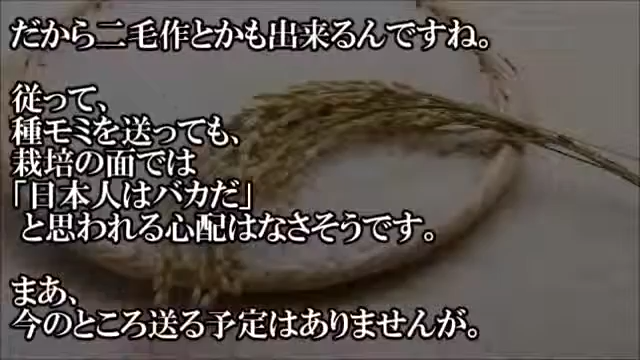 だから二毛作とかも出来るんですね。
従って、
種モミを送っても、
栽培の面では
「日本人はバカだ」
と思われる心配はなさそうです。
まあ、
今のところ送る予定はありませんが。